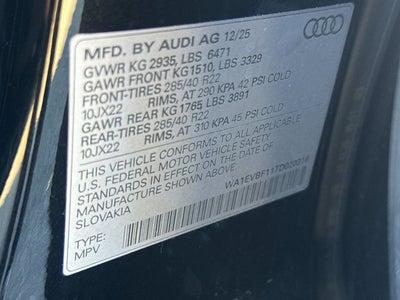 MFD. BY AUDI AG 12/25
GVWR KG 2935, LBS 6471
GAWR FRONT KG1510, LBS 3329
FRONT-TIRES 285/40 R22
10JX22 RIMS, AT 290 KPA 42 PSI COLD
GAWR REAR KG 1765 LBS 3891
REAR-TIRES 285/40 R22
10JX22 RIMS, AT 310 KPA 45 PSI COLD
THIS VEHICLE CONFORMS TO ALL APPLICABLE
U.S. FEDERAL MOTOR VEHICLE SAFETY
STANDARDS IN EFFECT ON THE DATE OF
MANUFACTURE SHOWN ABOVE
SLOVAKIA
WA1EVBF117D020316
TYPE:
MPV